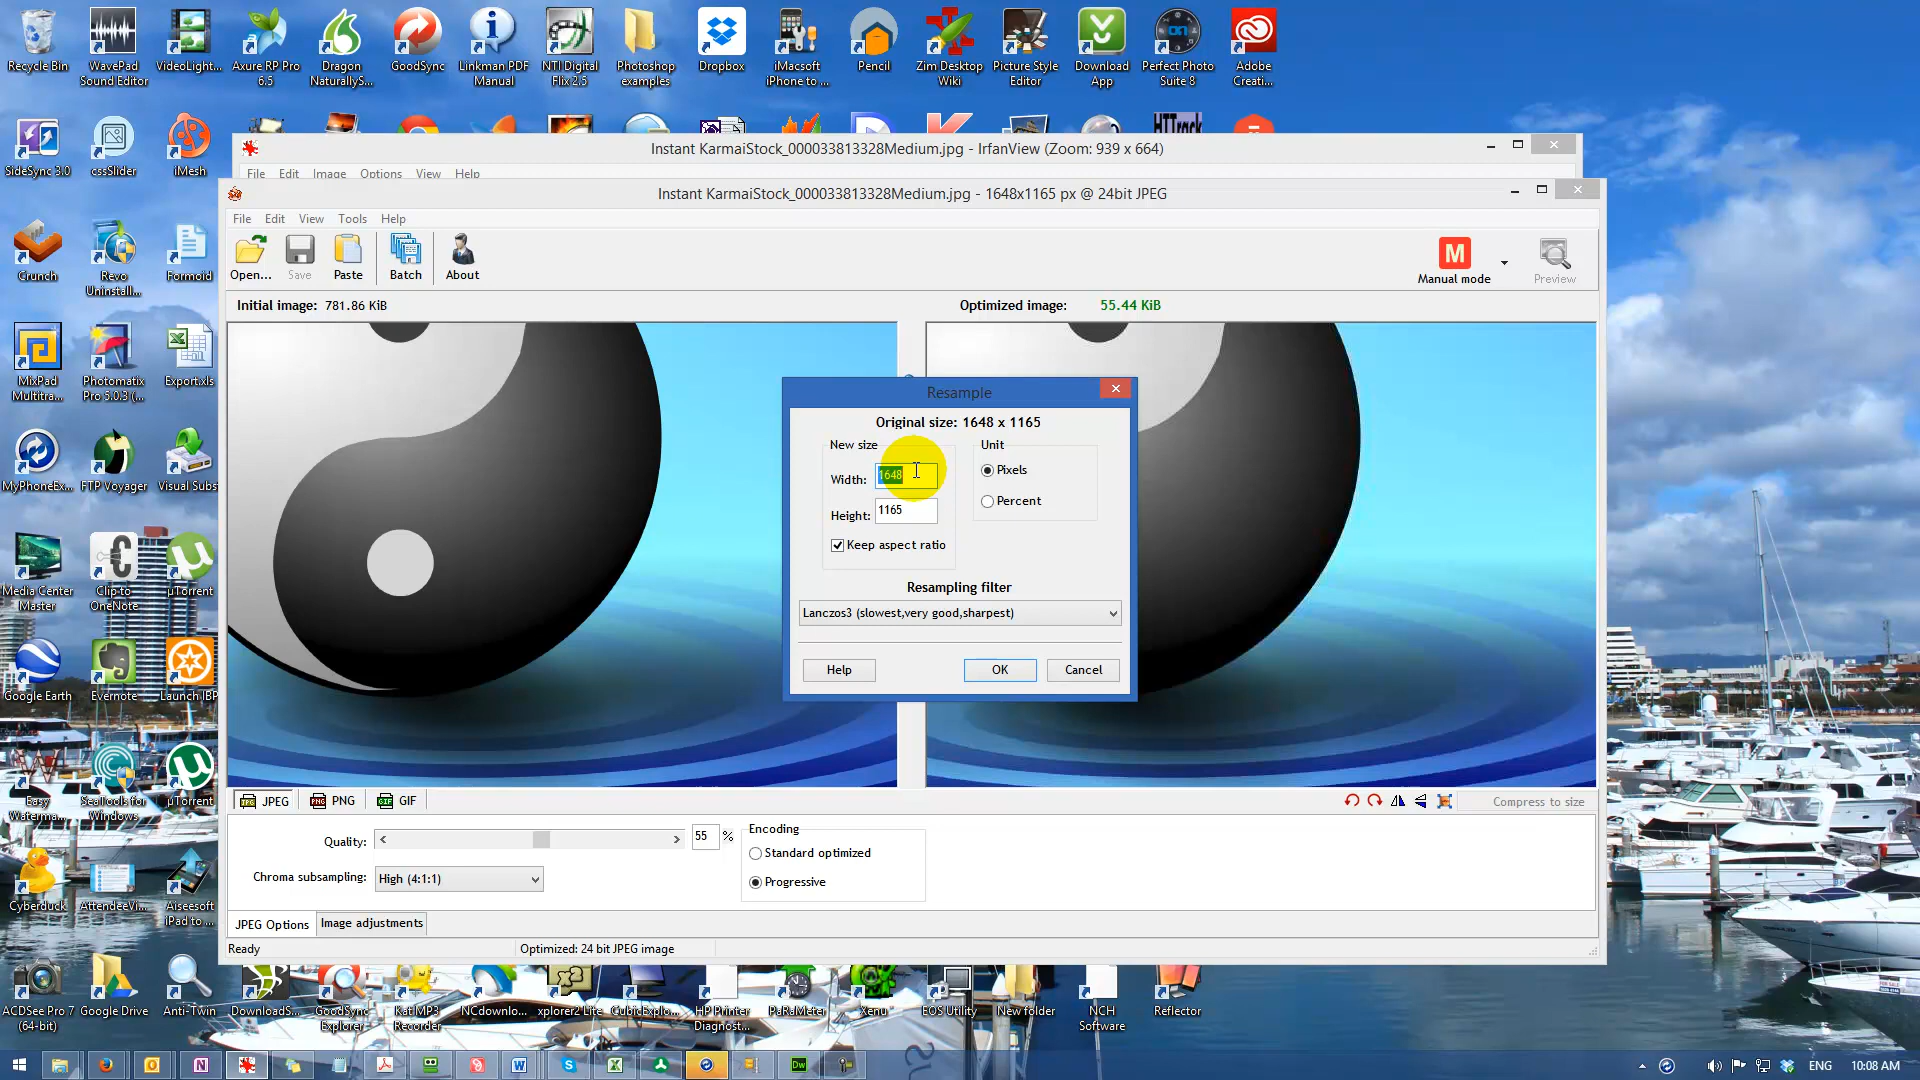 Recycle Bin
WavePad Sound Editor
VideoLight...
Axure RP Pro 6.5
Dragon NaturallyS...
GoodSync
Linkman PDF Manual
NTI Digital Flix 2.5
Photoshop examples
Dropbox
iMacsoft iPhone to ...
Pencil
Zim Desktop Wiki
Picture Style Editor
Download App
Perfect Photo Suite 8
Adobe Creati...
HTTrack
SideSync 3.0
cssSlider
iMesh
Instant KarmaiStock_000033813328Medium.jpg - IrfanView (Zoom: 939 x 664)
File Edit Image Options View Help
Instant KarmaiStock_000033813328Medium.jpg - 1648x1165 px @ 24bit JPEG
File Edit View Tools Help
Open...
Save
Paste
Batch
About
M
Manual mode
Preview
Initial image: 781.86 KiB
Optimized image: 55.44 KiB
Crunch
Revo Uninstall...
Formoid
MixPad Multitra...
Photomatix Pro 5.0.3 (...
Export.xls
MyPhoneEx...
FTP Voyager
Visual Subst
Media Center Master
Clip to OneNote
µTorrent
Google Earth
Evernote
Launch IBP
Easy Waterma...
SeaTools for Windows
µTorrent
Cyberduck
AttendeeVi...
Aiseesoft iPad to ...
ACDSee Pro 7 (64-bit)
Google Drive
Anti-Twin
Resample
Original size: 1648 x 1165
New size
Width: 1648
Height: 1165
Keep aspect ratio
Unit
Pixels
Percent
Resampling filter
Lanczos3 (slowest,very good,sharpest)
Help
OK
Cancel
JPEG
PNG
GIF
Compress to size
Quality: 55 %
Chroma subsampling: High (4:1:1)
Encoding
Standard optimized
Progressive
JPEG Options
Image adjustments
Ready
Optimized: 24 bit JPEG image
DownloadS...
GoodSync Explorer
Kat MP3 Recorder
NCdownlo...
xplorer2 Lite
CubicExplo...
HP Printer Diagnost...
PaRaMeter
Xenu
EOS Utility
New folder
NCH Software
Reflector
ENG
10:08 AM